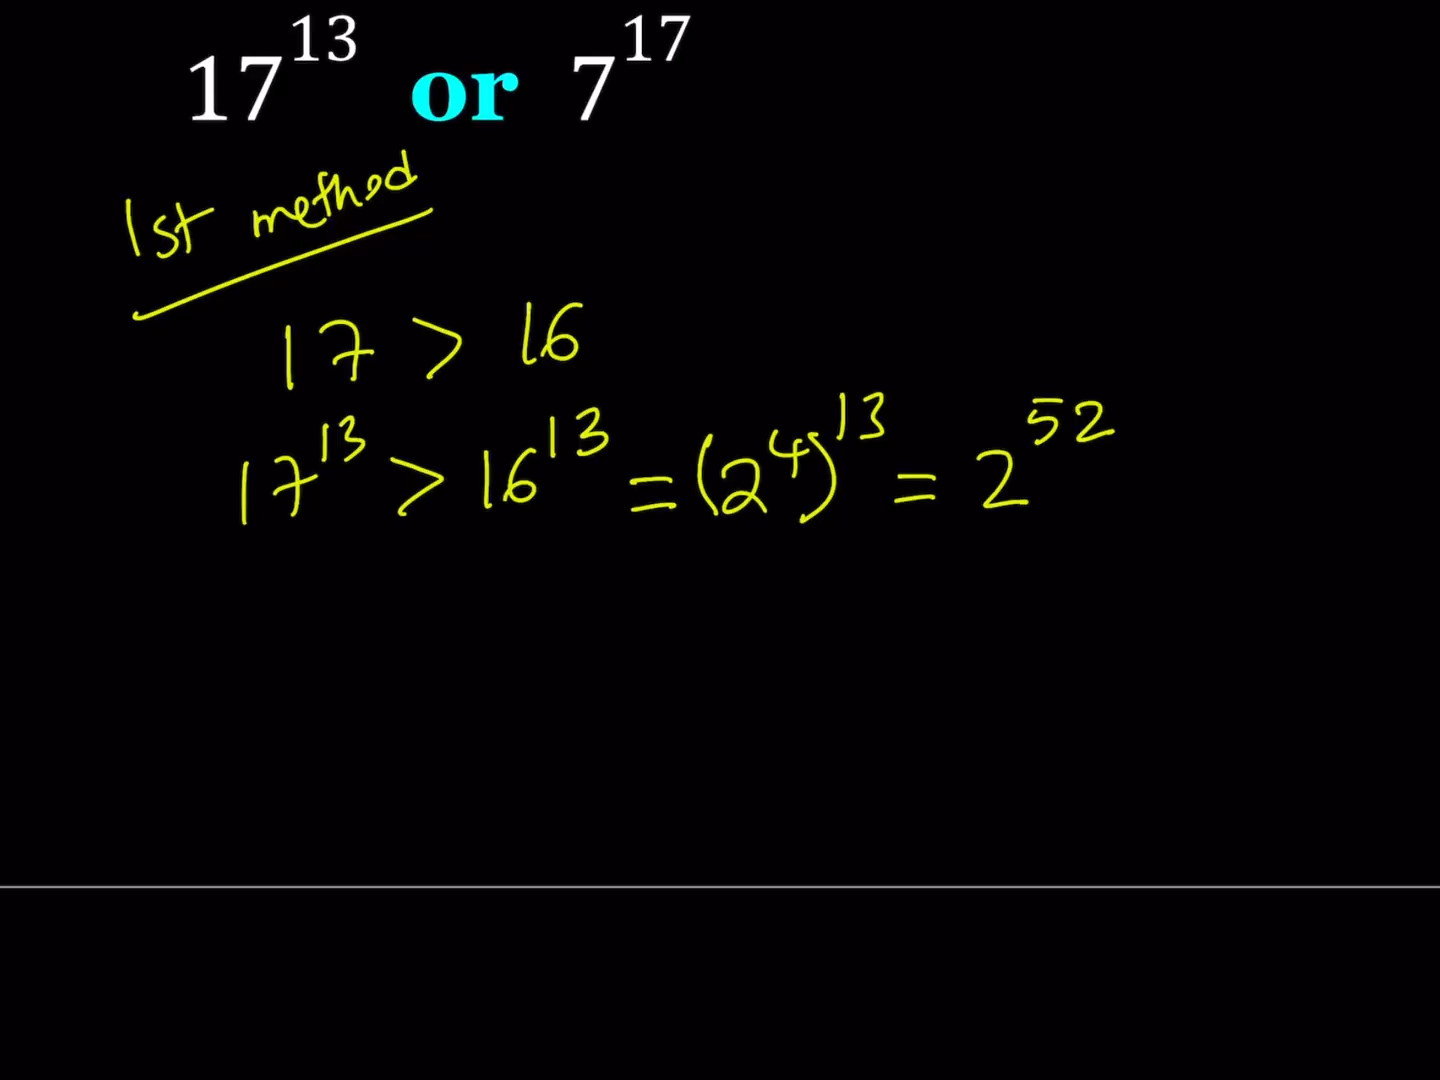 17^13 or 7^17
1st method
17 > 16
17^13 > 16^13 = (2^4)^13 = 2^52